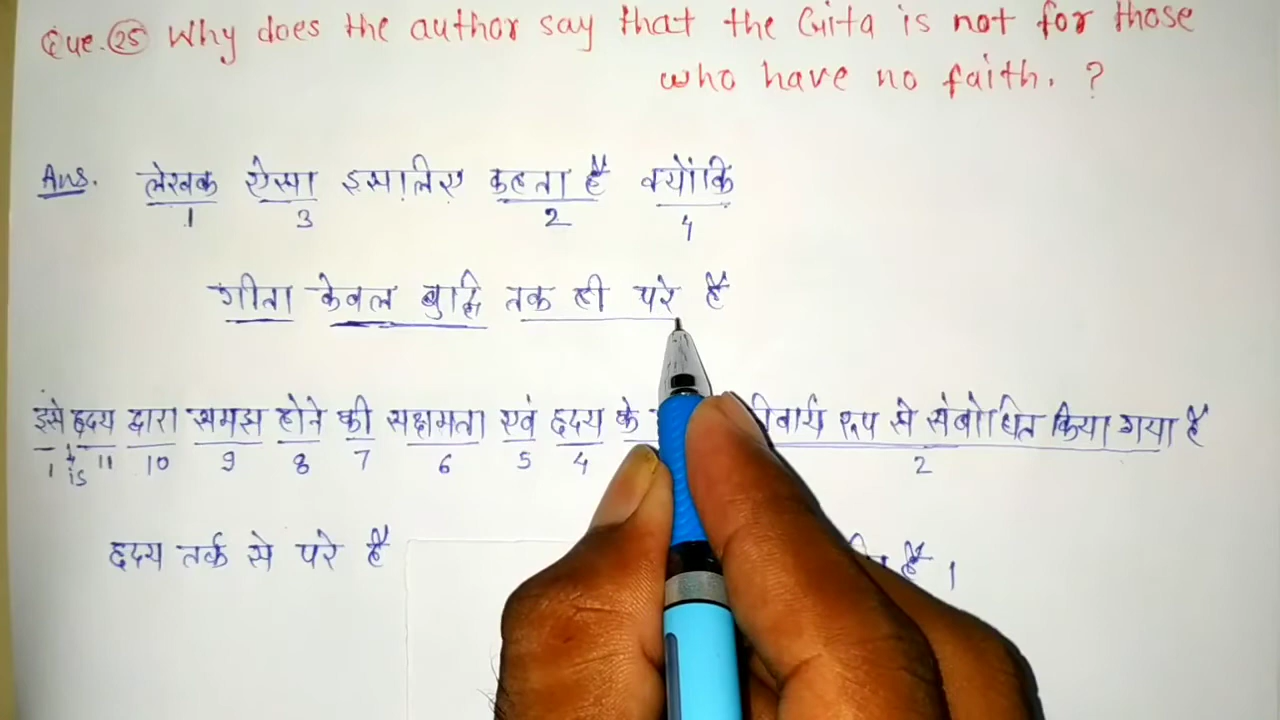 Que. 25 Why does the author say that the Gita is not for those
who have no faith. ?
Ans. लेखक ऐसा इसलिए कहता है क्योंकि
1 3 2 4
गीता केवल बुद्धि तक ही परे है
इसे हृदय द्वारा समझ होने की सक्षमता एवं हृदय के रूप से संबोधित किया गया है
1 is 11 10 9 8 7 6 5 4 2
हृदय तर्क से परे है है ।